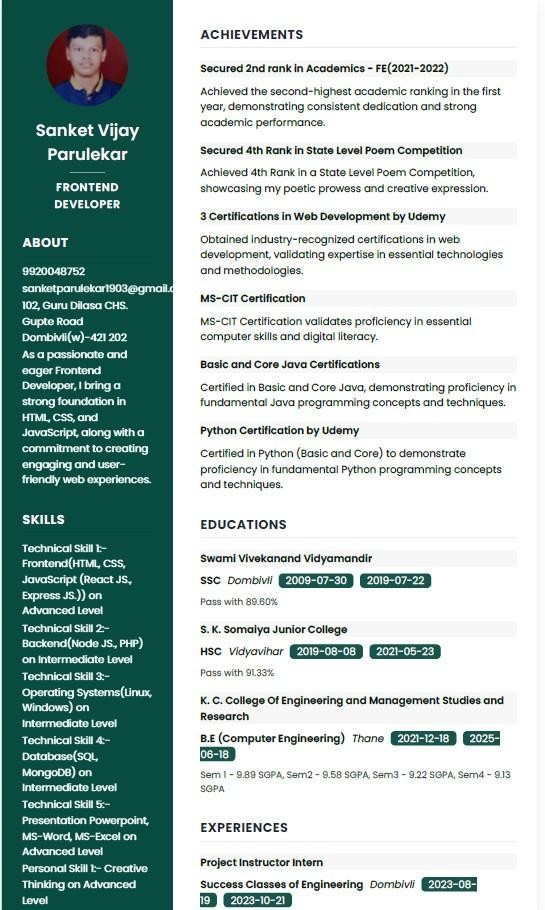 Sanket Vijay
Parulekar
FRONTEND
DEVELOPER
ABOUT
9920048752
sanketparulekar1903@gmail.c
102, Guru Dilasa CHS.
Gupte Road
Dombivli(w)-421 202
As a passionate and
eager Frontend
Developer, I bring a
strong foundation in
HTML, CSS, and
JavaScript, along with a
commitment to creating
engaging and user-
friendly web experiences.
SKILLS
Technical Skill 1:-
Frontend(HTML, CSS,
JavaScript (React JS.,
Express JS.)) on
Advanced Level
Technical Skill 2:-
Backend(Node JS., PHP)
on Intermediate Level
Technical Skill 3:-
Operating Systems(Linux,
Windows) on
Intermediate Level
Technical Skill 4:-
Database(SQL,
MongoDB) on
Intermediate Level
Technical Skill 5:-
Presentation Powerpoint,
MS-Word, MS-Excel on
Advanced Level
Personal Skill 1:- Creative
Thinking on Advanced
Level
ACHIEVEMENTS
Secured 2nd rank in Academics - FE(2021-2022)
Achieved the second-highest academic ranking in the first
year, demonstrating consistent dedication and strong
academic performance.
Secured 4th Rank in State Level Poem Competition
Achieved 4th Rank in a State Level Poem Competition,
showcasing my poetic prowess and creative expression.
3 Certifications in Web Development by Udemy
Obtained industry-recognized certifications in web
development, validating expertise in essential technologies
and methodologies.
MS-CIT Certification
MS-CIT Certification validates proficiency in essential
computer skills and digital literacy.
Basic and Core Java Certifications
Certified in Basic and Core Java, demonstrating proficiency in
fundamental Java programming concepts and techniques.
Python Certification by Udemy
Certified in Python (Basic and Core) to demonstrate
proficiency in fundamental Python programming concepts
and techniques.
EDUCATIONS
Swami Vivekanand Vidyamandir
SSC Dombivli 2009-07-30 2019-07-22
Pass with 89.60%
S. K. Somaiya Junior College
HSC Vidyavihar 2019-08-08 2021-05-23
Pass with 91.33%
K. C. College Of Engineering and Management Studies and
Research
B.E (Computer Engineering) Thane 2021-12-18 2025-
06-18
Sem 1 - 9.89 SGPA, Sem2 - 9.58 SGPA, Sem3 - 9.22 SGPA, Sem4 - 9.13
SGPA
EXPERIENCES
Project Instructor Intern
Success Classes of Engineering Dombivli 2023-08-
19 2023-10-21